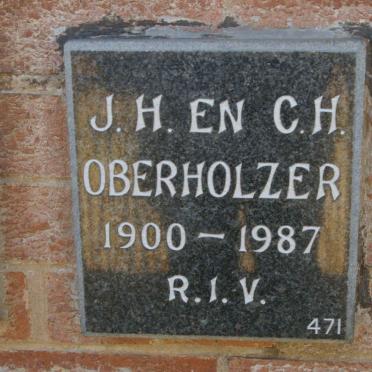 J. H. EN C. H.
OBERHOLZER
1900 – 1987
R. I. V.
471